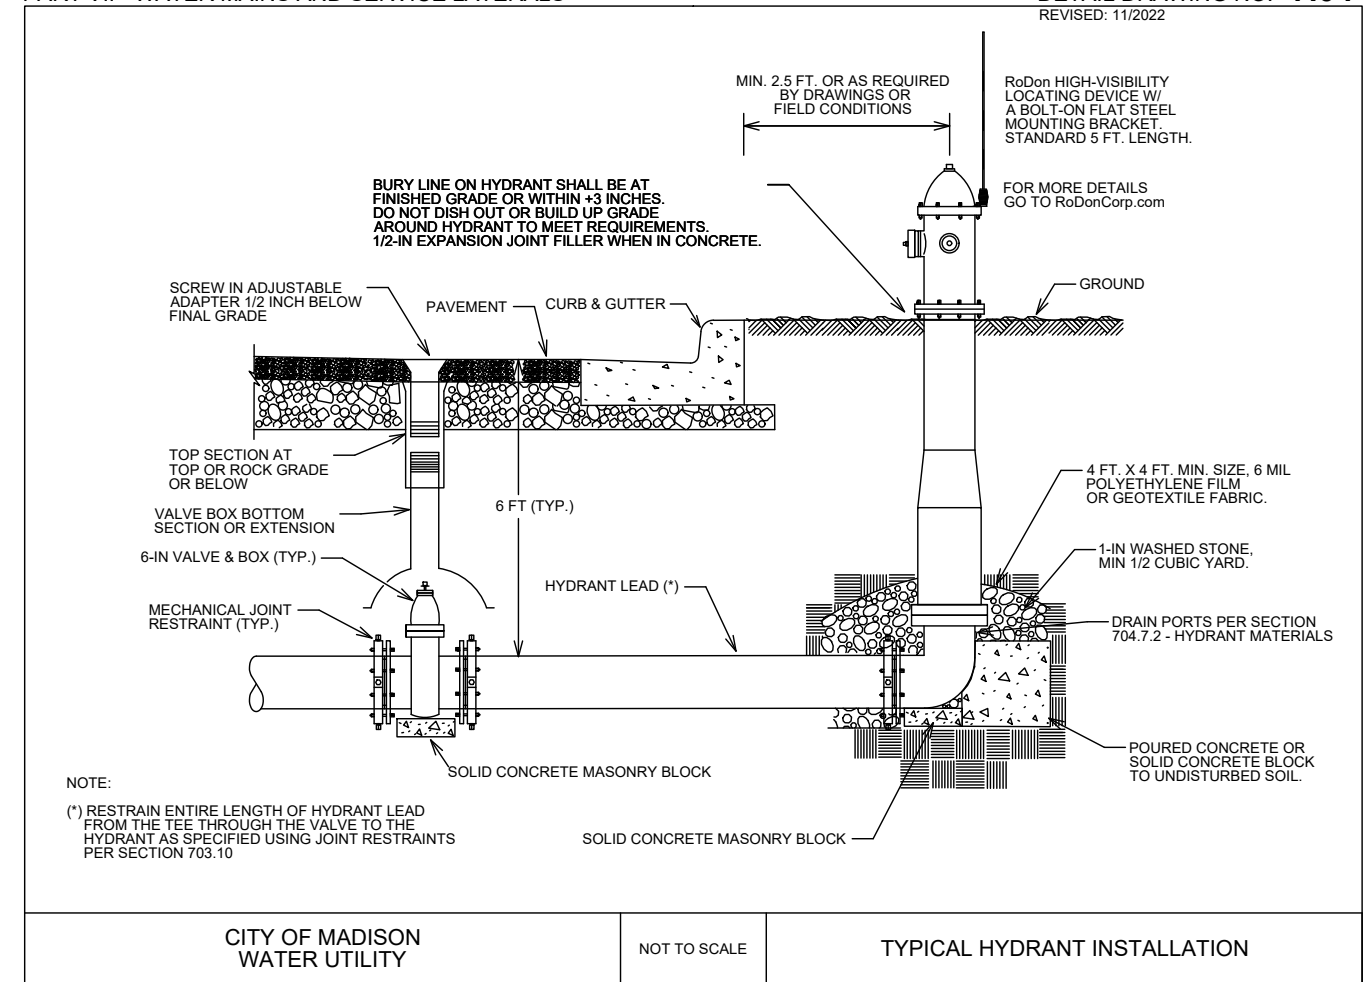 REVISED: 11/2022
MIN. 2.5 FT. OR AS REQUIRED
BY DRAWINGS OR
FIELD CONDITIONS
RoDon HIGH-VISIBILITY
LOCATING DEVICE W/
A BOLT-ON FLAT STEEL
MOUNTING BRACKET.
STANDARD 5 FT. LENGTH.
FOR MORE DETAILS
GO TO RoDonCorp.com
BURY LINE ON HYDRANT SHALL BE AT
FINISHED GRADE OR WITHIN +3 INCHES.
DO NOT DISH OUT OR BUILD UP GRADE
AROUND HYDRANT TO MEET REQUIREMENTS.
1/2-IN EXPANSION JOINT FILLER WHEN IN CONCRETE.
SCREW IN ADJUSTABLE
ADAPTER 1/2 INCH BELOW
FINAL GRADE
PAVEMENT
CURB & GUTTER
GROUND
TOP SECTION AT
TOP OR ROCK GRADE
OR BELOW
VALVE BOX BOTTOM
SECTION OR EXTENSION
6 FT (TYP.)
4 FT. X 4 FT. MIN. SIZE, 6 MIL
POLYETHYLENE FILM
OR GEOTEXTILE FABRIC.
6-IN VALVE & BOX (TYP.)
1-IN WASHED STONE,
MIN 1/2 CUBIC YARD.
HYDRANT LEAD (*)
MECHANICAL JOINT
RESTRAINT (TYP.)
DRAIN PORTS PER SECTION
704.7.2 - HYDRANT MATERIALS
POURED CONCRETE OR
SOLID CONCRETE BLOCK
TO UNDISTURBED SOIL.
SOLID CONCRETE MASONRY BLOCK
NOTE:
(*) RESTRAIN ENTIRE LENGTH OF HYDRANT LEAD
FROM THE TEE THROUGH THE VALVE TO THE
HYDRANT AS SPECIFIED USING JOINT RESTRAINTS
PER SECTION 703.10
SOLID CONCRETE MASONRY BLOCK
CITY OF MADISON
WATER UTILITY
NOT TO SCALE
TYPICAL HYDRANT INSTALLATION